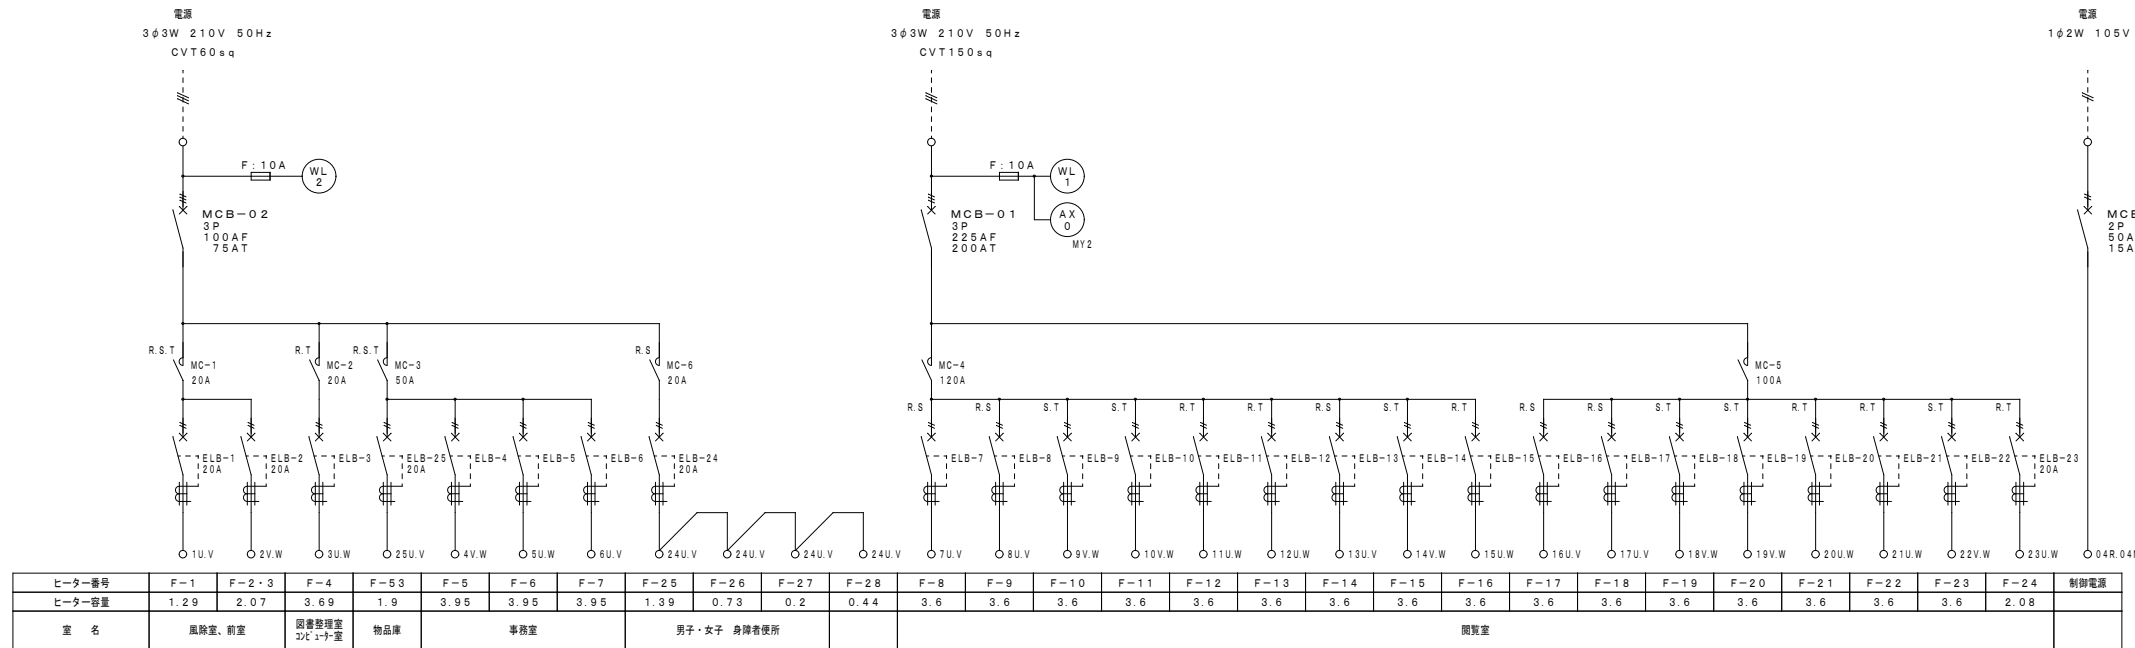 電源
3φ3W 210V 50Hz
CVT60sq
電源
3φ3W 210V 50Hz
CVT150sq
電源
1φ2W 105V
F:10A
WL
2
F:10A
WL
1
AX
0
MY2
MCB-02
3P
100AF
75AT
MCB-01
3P
225AF
200AT
MCB
2P
50A
15A
R.S.T
MC-1
20A
R.T
MC-2
20A
R.S.T
MC-3
50A
R.S
MC-6
20A
MC-4
120A
MC-5
100A
R.S
R.S
S.T
S.T
R.T
R.T
R.S
S.T
R.T
R.S
R.S
S.T
S.T
R.T
R.T
S.T
R.T
ELB-1
20A
ELB-2
20A
ELB-3
ELB-25
20A
ELB-4
ELB-5
ELB-6
ELB-24
20A
ELB-7
ELB-8
ELB-9
ELB-10
ELB-11
ELB-12
ELB-13
ELB-14
ELB-15
ELB-16
ELB-17
ELB-18
ELB-19
ELB-20
ELB-21
ELB-22
ELB-23
20A
1U.V 2V.W 3U.W 25U.V 4V.W 5U.W 6U.V 24U.V 24U.V 24U.V 24U.V 7U.V 8U.V 9V.W 10V.W 11U.W 12U.W 13U.V 14V.W 15U.W 16U.V 17U.V 18V.W 19V.W 20U.W 21U.W 22V.W 23U.W
ヒーター番号 F-1 F-2・3 F-4 F-53 F-5 F-6 F-7 F-25 F-26 F-27 F-28 F-8 F-9 F-10 F-11 F-12 F-13 F-14 F-15 F-16 F-17 F-18 F-19 F-20 F-21 F-22 F-23 F-24 制御電源
ヒーター容量 1.29 2.07 3.69 1.9 3.95 3.95 3.95 1.39 0.73 0.2 0.44 3.6 3.6 3.6 3.6 3.6 3.6 3.6 3.6 3.6 3.6 3.6 3.6 3.6 3.6 3.6 3.6 2.08
室 名 風除室、前室 図書整理室 コンピューター室 物品庫 事務室 男子・女子 身障者便所 閲覧室